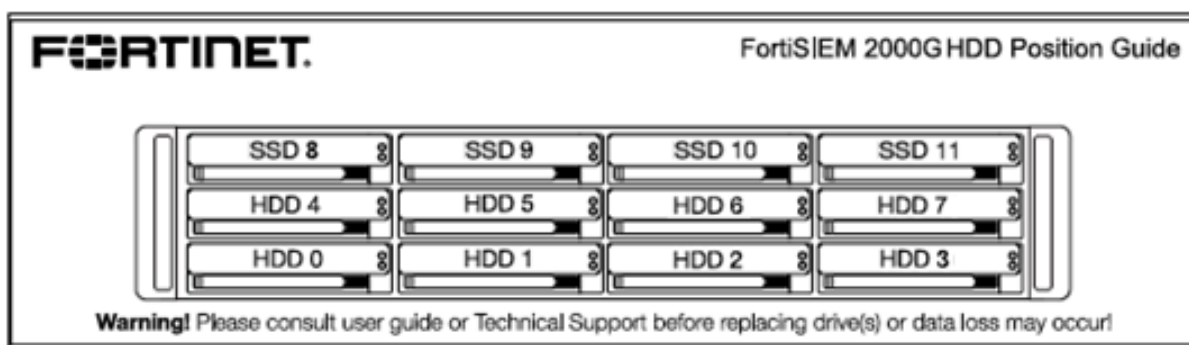 FORTINET.
FortiS|EM 2000G HDD Position Guide
SSD 8 SSD 9 SSD 10 SSD 11
HDD 4 HDD 5 HDD 6 HDD 7
HDD 0 HDD 1 HDD 2 HDD 3
Warning! Please consult user guide or Technical Support before replacing drive(s) or data loss may occur!